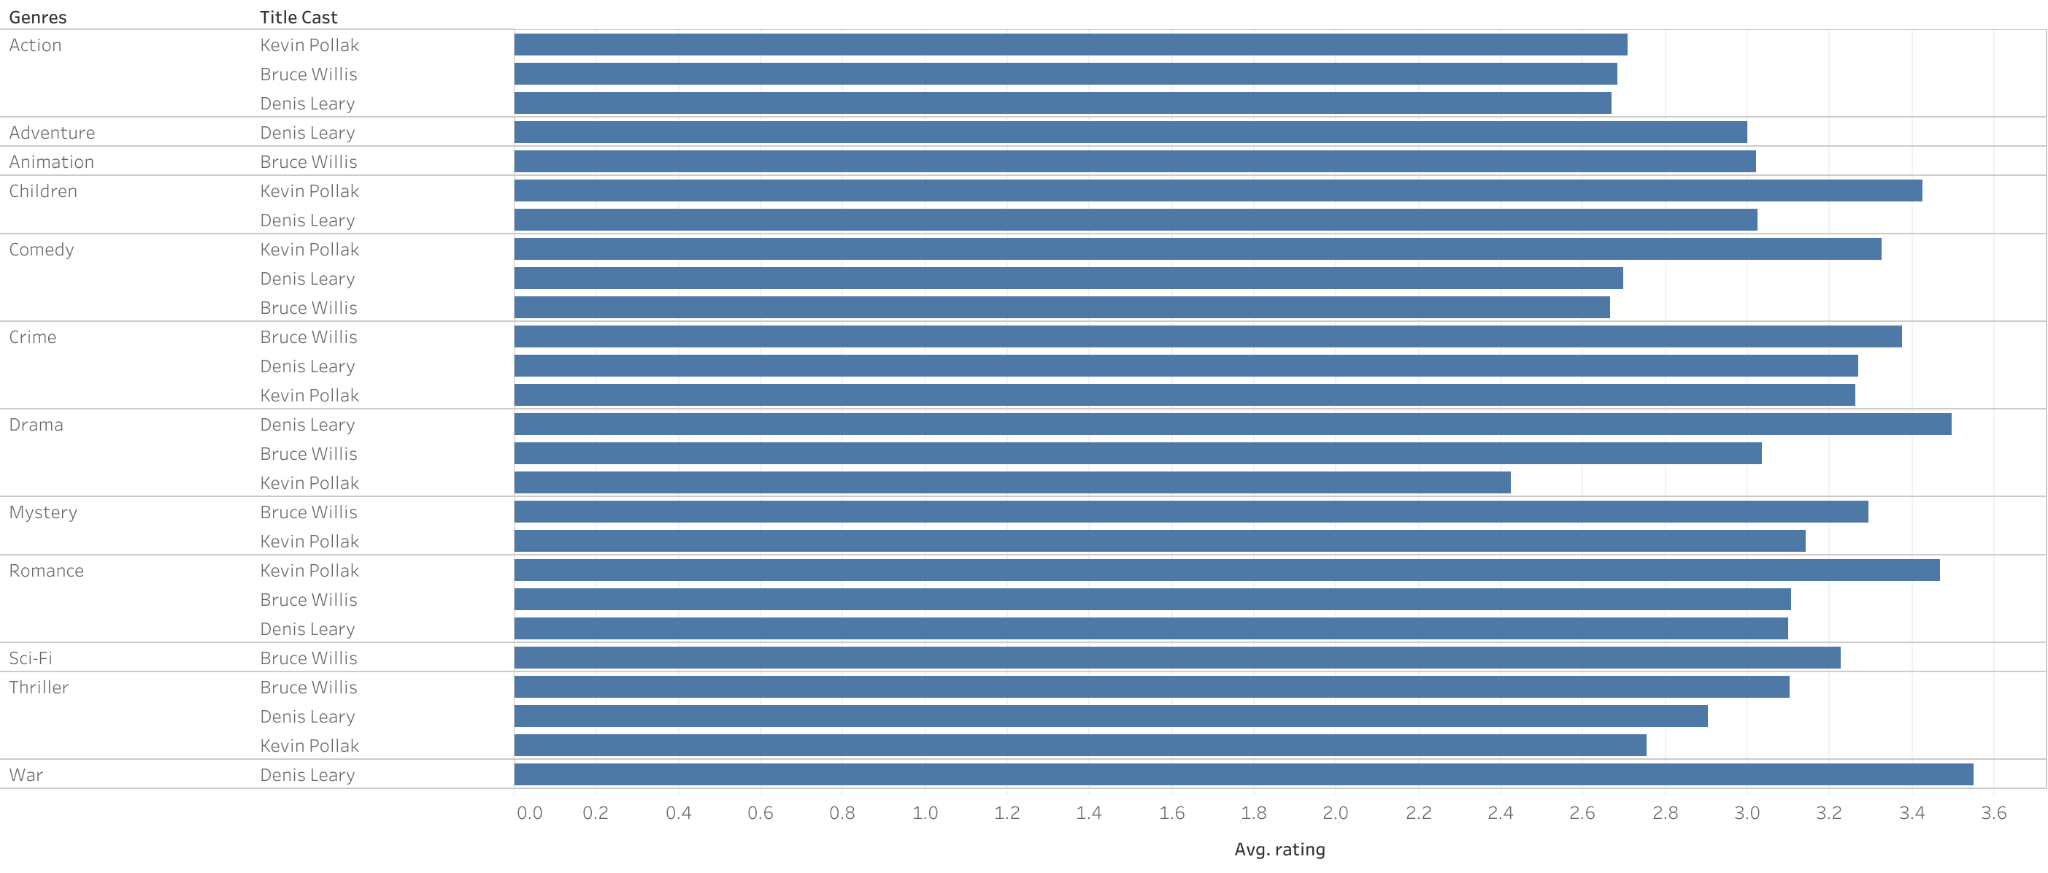 Genres Title Cast
Action Kevin Pollak
Bruce Willis
Denis Leary
Adventure Denis Leary
Animation Bruce Willis
Children Kevin Pollak
Denis Leary
Comedy Kevin Pollak
Denis Leary
Bruce Willis
Crime Bruce Willis
Denis Leary
Kevin Pollak
Drama Denis Leary
Bruce Willis
Kevin Pollak
Mystery Bruce Willis
Kevin Pollak
Romance Kevin Pollak
Bruce Willis
Denis Leary
Sci-Fi Bruce Willis
Thriller Bruce Willis
Denis Leary
Kevin Pollak
War Denis Leary
0.0 0.2 0.4 0.6 0.8 1.0 1.2 1.4 1.6 1.8 2.0 2.2 2.4 2.6 2.8 3.0 3.2 3.4 3.6
Avg. rating